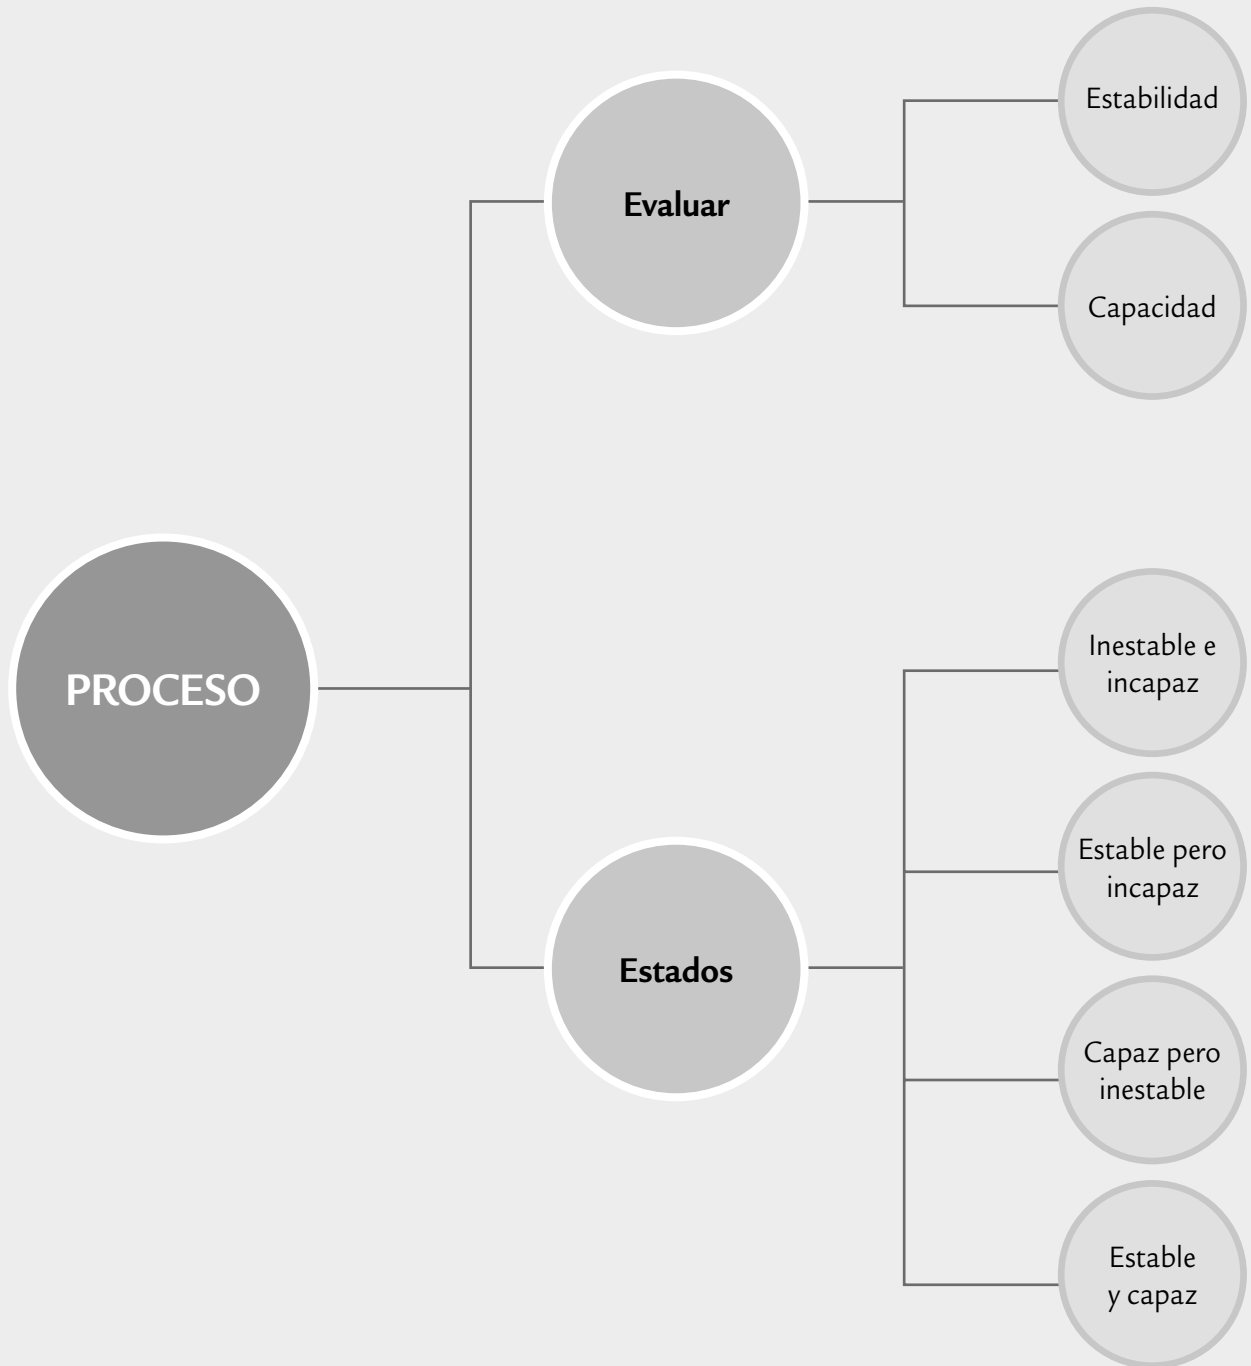 PROCESO
Evaluar
Estabilidad
Capacidad
Estados
Inestable e
incapaz
Estable pero
incapaz
Capaz pero
inestable
Estable
y capaz